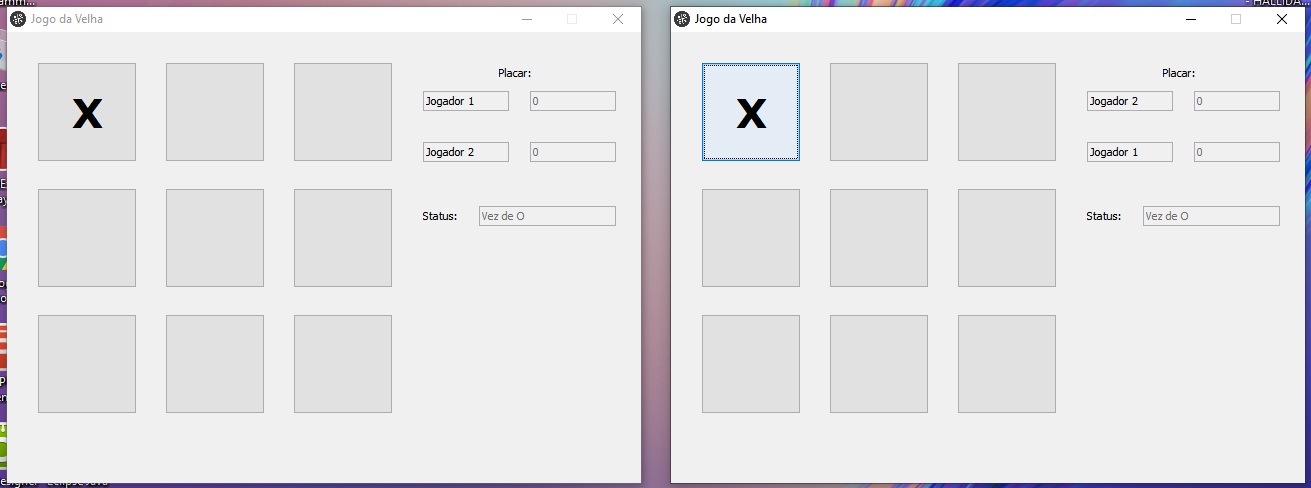 Jogo da Velha
X
Placar:
Jogador 1
0
Jogador 2
0
Status:
Vez de O
Jogo da Velha
X
Placar:
Jogador 2
0
Jogador 1
0
Status:
Vez de O
- HALLIDA...